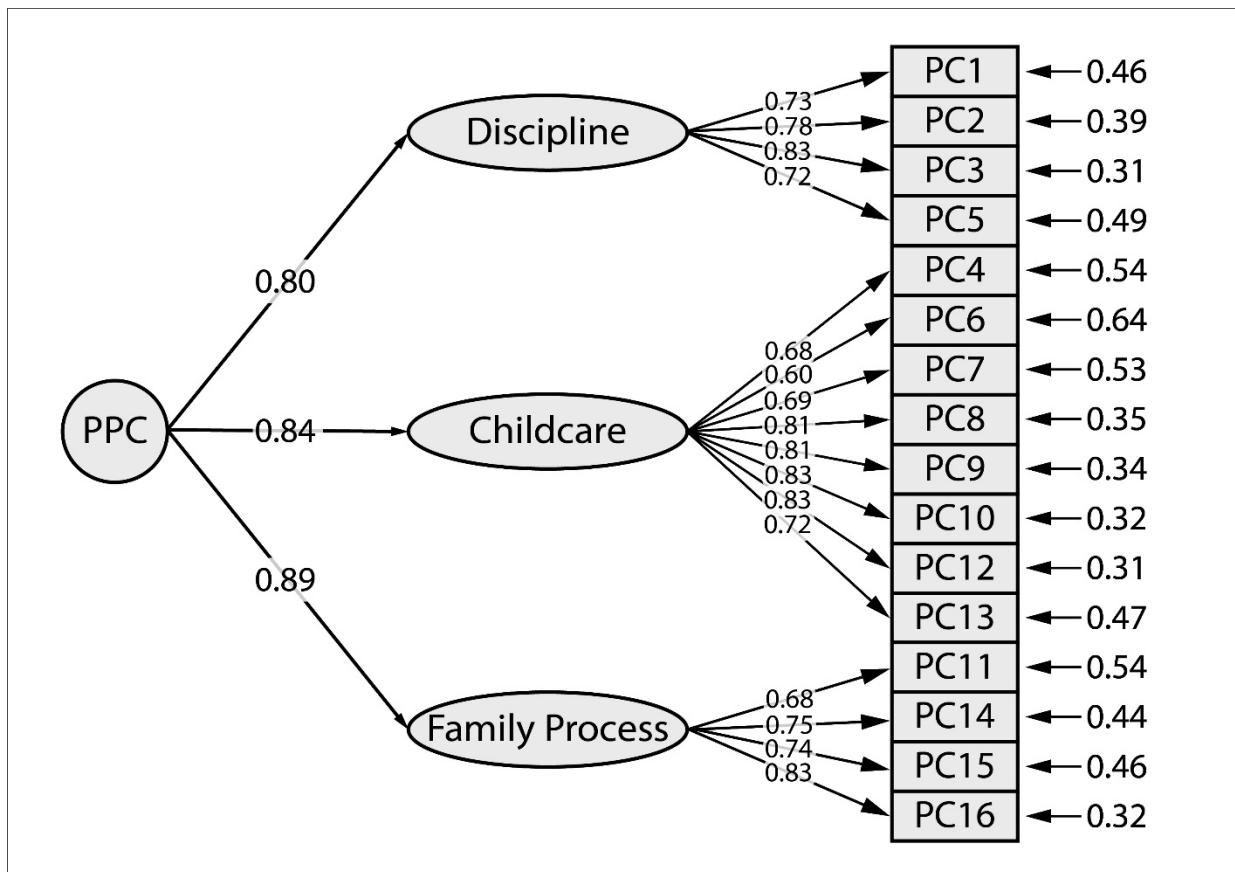 PPC
0.80
0.84
0.89
Discipline
Childcare
Family Process
0.73
0.78
0.83
0.72
0.68
0.60
0.69
0.81
0.81
0.83
0.83
0.72
0.68
0.75
0.74
0.83
PC1 0.46
PC2 0.39
PC3 0.31
PC5 0.49
PC4 0.54
PC6 0.64
PC7 0.53
PC8 0.35
PC9 0.34
PC10 0.32
PC12 0.31
PC13 0.47
PC11 0.54
PC14 0.44
PC15 0.46
PC16 0.32